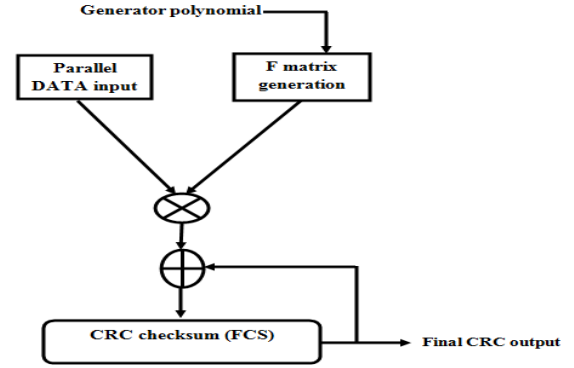 Generator polynomial
Parallel
DATA input
F matrix
generation
CRC checksum (FCS)
Final CRC output